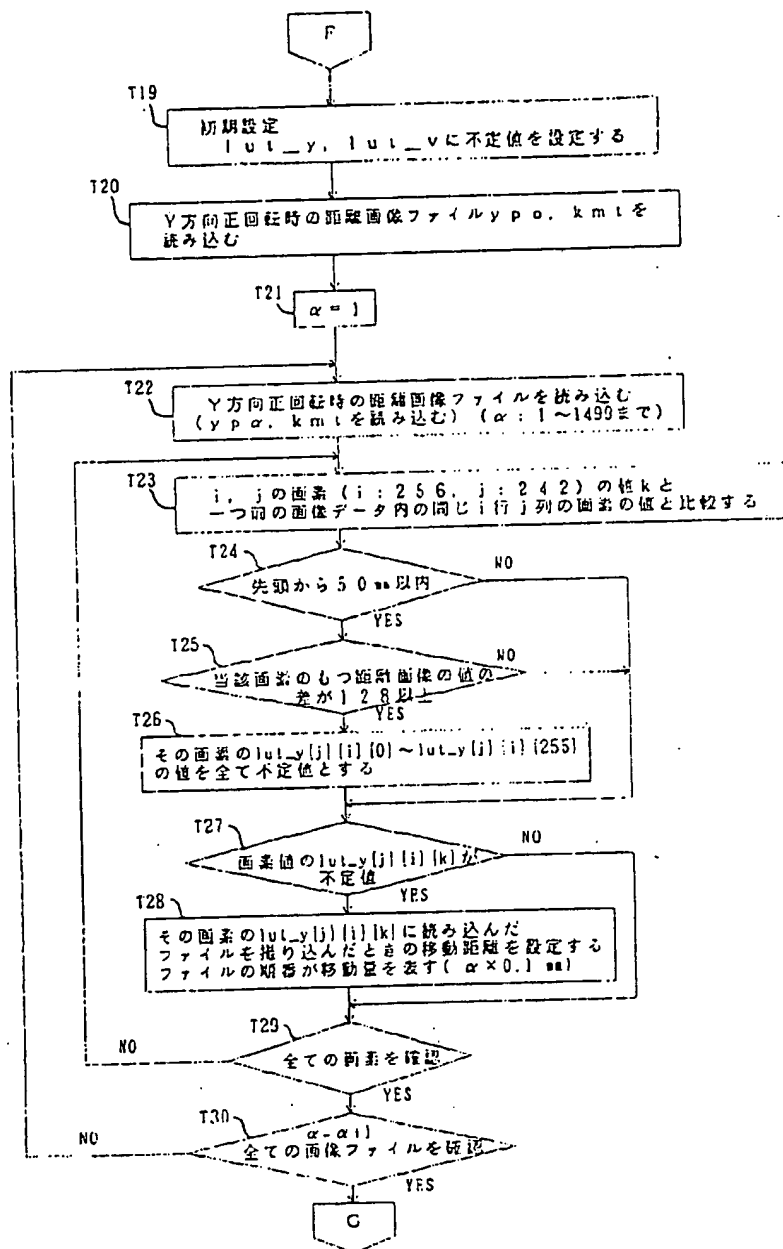 F
T19
初期設定
lut_y, lut_vに不定値を設定する
T20
Y方向正回転時の距離画像ファイルyp0. kmtを
読み込む
T21
α = 1
T22
Y方向正回転時の距離画像ファイルを読み込む
(ypα. kmtを読み込む) (α : 1〜1499まで)
T23
i, jの画素 (i : 256, j : 242) の値kと
一つ前の画像データ内の同じi行j列の画素の値と比較する
T24
NO
先頭から50mm以内
YES
T25
NO
当該画素のもつ距離画像の値の
差が128以上
YES
T26
その画素のlut_y[j][i][0]〜lut_y[j][i][255]
の値を全て不定値とする
T27
NO
画素値のlut_y[j][i][k]が
不定値
YES
T28
その画素のlut_y[j][i][k]に読み込んだ
ファイルを撮り込んだときの移動距離を設定する
ファイルの順番が移動量を表す(α×0.1mm)
T29
NO
全ての画素を確認
YES
T30
α=α+1
NO
全ての画像ファイルを確認
YES
G